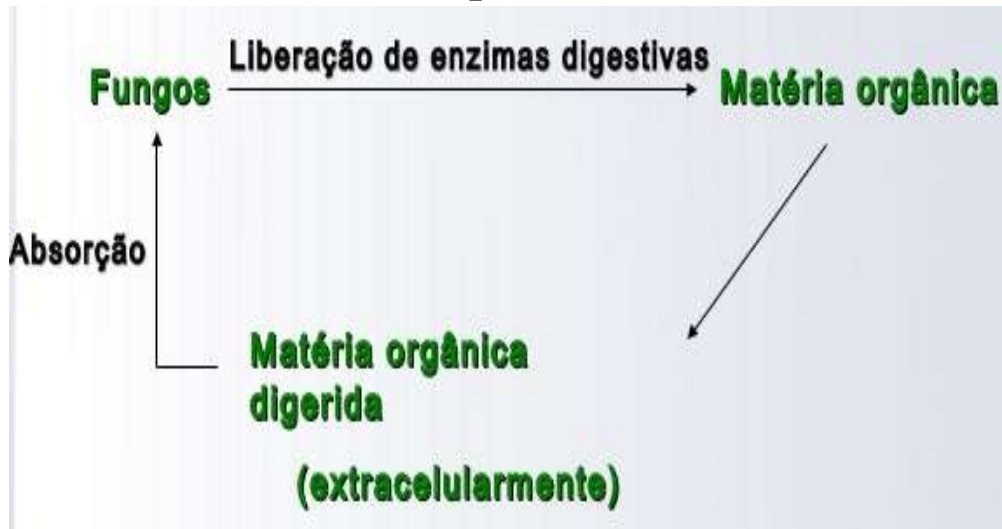 Liberação de enzimas digestivas
Fungos
Matéria orgânica
Absorção
Matéria orgânica
digerida
(extracelularmente)